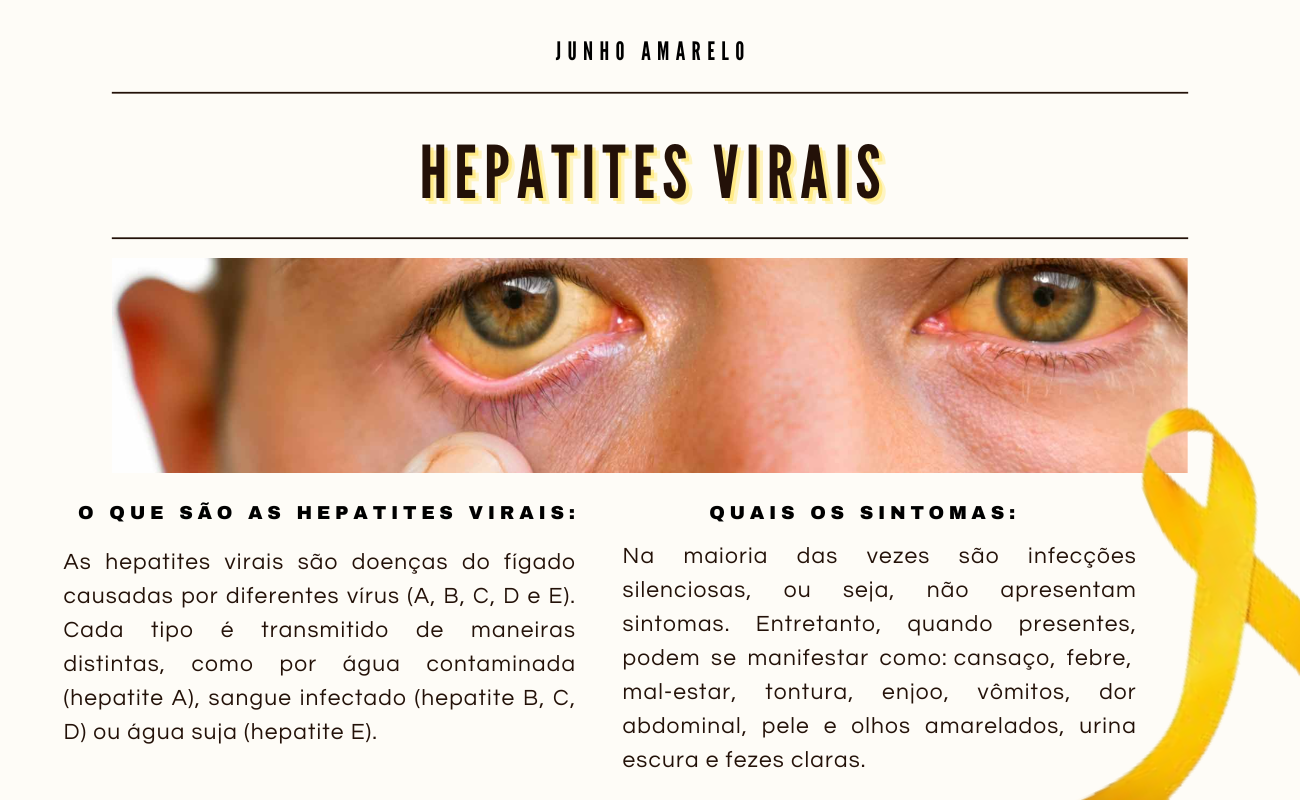 JUNHO AMARELO
HEPATITES VIRAIS
O QUE SÃO AS HEPATITES VIRAIS:
As hepatites virais são doenças do fígado
causadas por diferentes vírus (A, B, C, D e E).
Cada tipo é transmitido de maneiras
distintas, como por água contaminada
(hepatite A), sangue infectado (hepatite B, C,
D) ou água suja (hepatite E).
QUAIS OS SINTOMAS:
Na maioria das vezes são infecções
silenciosas, ou seja, não apresentam
sintomas. Entretanto, quando presentes,
podem se manifestar como: cansaço, febre,
mal-estar, tontura, enjoo, vômitos, dor
abdominal, pele e olhos amarelados, urina
escura e fezes claras.